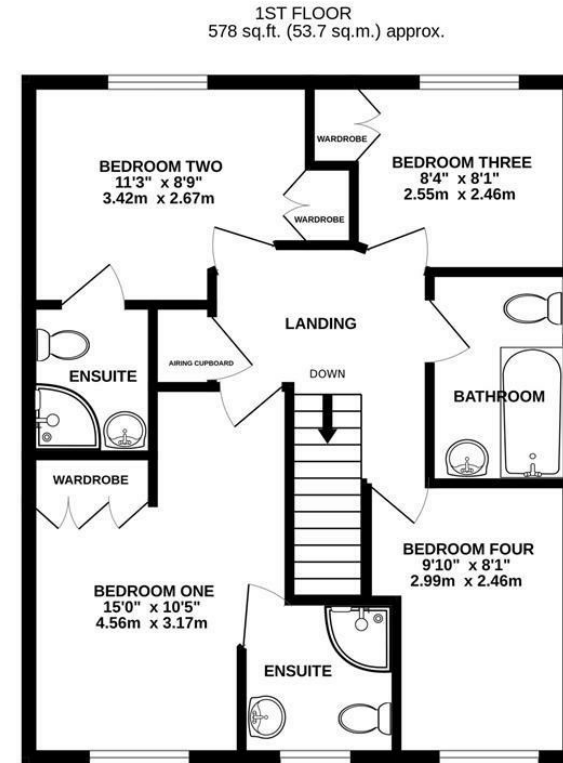 1ST FLOOR
578 sq.ft. (53.7 sq.m.) approx.
WARDROBE
BEDROOM TWO
11'3" x 8'9"
3.42m x 2.67m
BEDROOM THREE
8'4" x 8'1"
2.55m x 2.46m
WARDROBE
LANDING
AIRING CUPBOARD
ENSUITE
DOWN
BATHROOM
WARDROBE
BEDROOM FOUR
9'10" x 8'1"
2.99m x 2.46m
BEDROOM ONE
15'0" x 10'5"
4.56m x 3.17m
ENSUITE